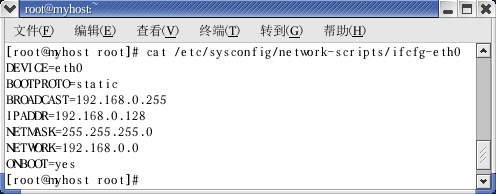 root@myhost:~
文件(F) 编辑(E) 查看(V) 终端(T) 转到(G) 帮助(H)
[root@myhost root]# cat /etc/sysconfig/network-scripts/ifcfg-eth0
DEVICE=eth0
BOOTPROTO=static
BROADCAST=192.168.0.255
IPADDR=192.168.0.128
NETMASK=255.255.255.0
NETWORK=192.168.0.0
ONBOOT=yes
[root@myhost root]#